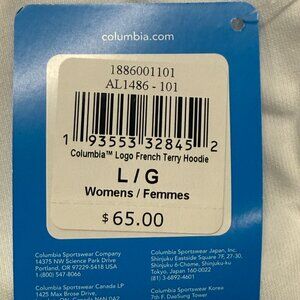 columbia.com
1886001101
AL1486 - 101
1 93553 32845 2
Columbia™ Logo French Terry Hoodie
L / G
Womens / Femmes
$ 65.00
Columbia Sportswear Company
14375 NW Science Park Drive
Portland, OR 97229-5418 USA
1 (800) 547-8066
Columbia Sportswear Canada LP
1425 Max Brose Drive,
Columbia Sportswear Japan, Inc.
Shinjuku Eastside Square 7F, 27-30,
Shinjuku 6-Chome, Shinjuku-ku
Tokyo, Japan 160-0022
(81) 3-6892-4601
Columbia Sportswear Korea
7th F. DaeSung Tower